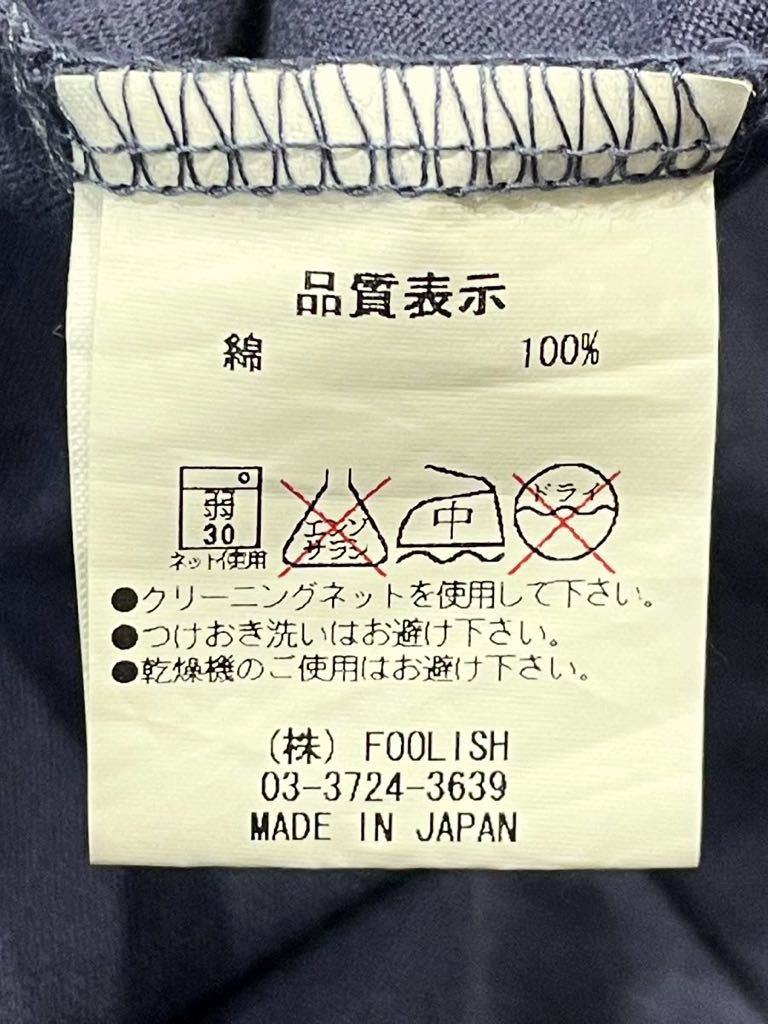 品質表示
綿 100%
弱
30
ネット使用
エンソ
サラシ
中
ドライ
●クリーニングネットを使用して下さい。
●つけおき洗いはお避け下さい。
●乾燥機のご使用はお避け下さい。
(株) FOOLISH
03-3724-3639
MADE IN JAPAN